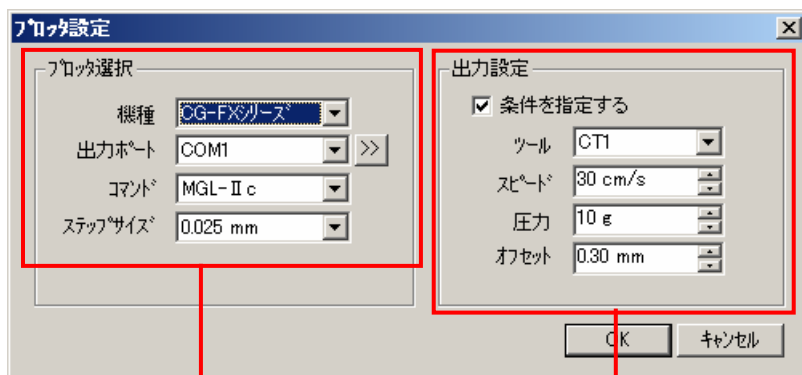 プロッタ設定
プロッタ選択
機種 CG-FXシリーズ
出力ポート COM1 >>
コマンド MGL-Ⅱc
ステップサイズ 0.025 mm
出力設定
条件を指定する
ツール CT1
スピード 30 cm/s
圧力 10 g
オフセット 0.30 mm
OK キャンセル